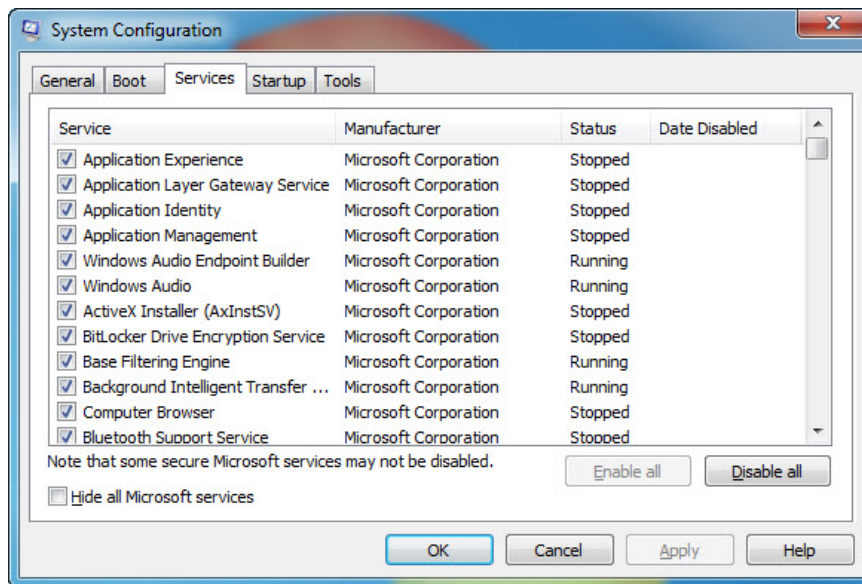 System Configuration
General Boot Services Startup Tools
Service Manufacturer Status Date Disabled
Application Experience Microsoft Corporation Stopped
Application Layer Gateway Service Microsoft Corporation Stopped
Application Identity Microsoft Corporation Stopped
Application Management Microsoft Corporation Stopped
Windows Audio Endpoint Builder Microsoft Corporation Running
Windows Audio Microsoft Corporation Running
ActiveX Installer (AxInstSV) Microsoft Corporation Stopped
BitLocker Drive Encryption Service Microsoft Corporation Stopped
Base Filtering Engine Microsoft Corporation Running
Background Intelligent Transfer ... Microsoft Corporation Running
Computer Browser Microsoft Corporation Stopped
Bluetooth Support Service Microsoft Corporation Stopped
Note that some secure Microsoft services may not be disabled.
Enable all Disable all
Hide all Microsoft services
OK Cancel Apply Help